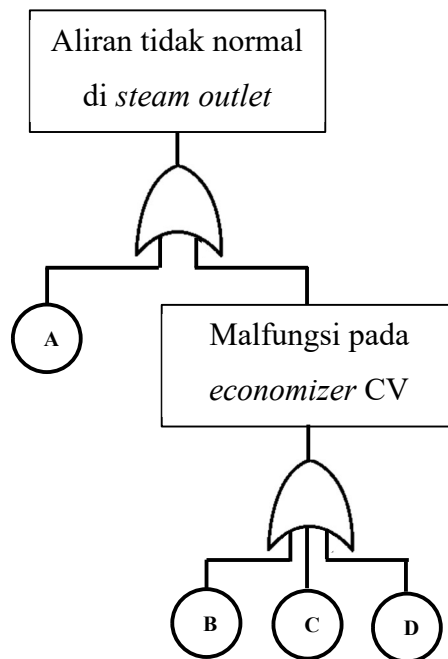 Aliran tidak normal
di steam outlet
A
Malfungsi pada
economizer CV
B
C
D